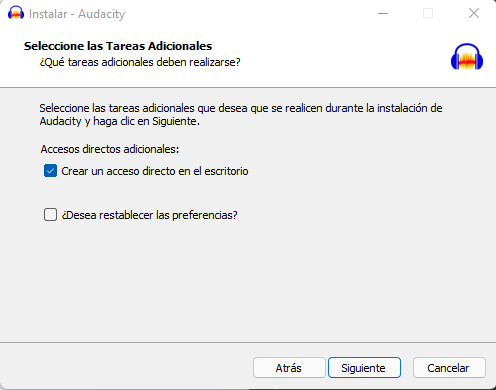 Instalar - Audacity
Seleccione las Tareas Adicionales
¿Qué tareas adicionales deben realizarse?
Seleccione las tareas adicionales que desea que se realicen durante la instalación de
Audacity y haga clic en Siguiente.
Accesos directos adicionales:
Crear un acceso directo en el escritorio
¿Desea restablecer las preferencias?
Atrás
Siguiente
Cancelar